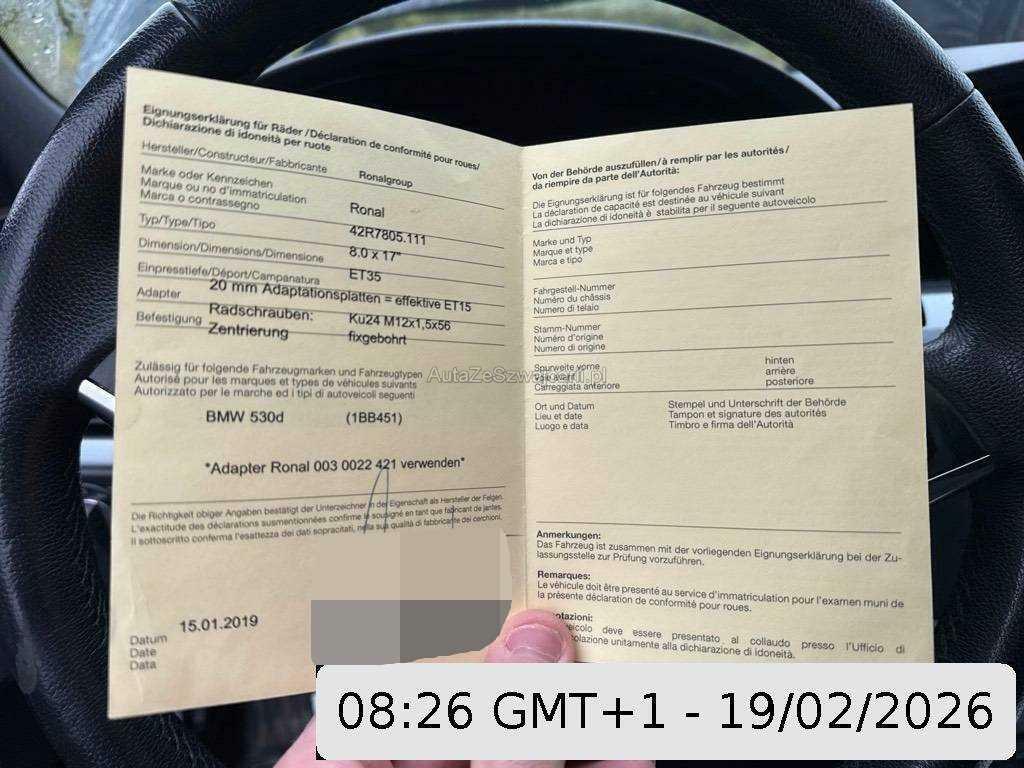 Eignungserklärung für Räder / Déclaration de conformité pour roues/
Dichiarazione di idoneità per ruote
Hersteller/Constructeur/Fabbricante Ronalgroup
Marke oder Kennzeichen
Marque ou no d'immatriculation
Marca o contrassegno Ronal
Typ/Type/Tipo 42R7805.111
Dimension/Dimensions/Dimensione 8.0 x 17"
Einpresstiefe/Déport/Campanatura ET35
Adapter 20 mm Adaptationsplatten = effektive ET15
Befestigung Radschrauben: Kü24 M12x1,5x56
Zentrierung fixgebohrt
Zulässig für folgende Fahrzeugmarken und Fahrzeugtypen
Autorisé pour les marques et types de véhicules suivants
Autorizzato per le marche ed i tipi di autoveicoli seguenti
BMW 530d (1BB451)
*Adapter Ronal 003 0022 421 verwenden*
Die Richtigkeit obiger Angaben bestätigt der Unterzeichner in der Eigenschaft als Hersteller der Felgen.
L'exactitude des déclarations susmentionnées confirme le soussigné en tant que fabricant de jantes.
Il sottoscritto conferma l'esattezza dei dati sopracitati, nella sua qualità di fabbricante dei cerchioni.
15.01.2019
Datum
Date
Data
Von der Behörde auszufüllen/à remplir par les autorités/
da riempire da parte dell'Autorità:
Die Eignungserklärung ist für folgendes Fahrzeug bestimmt
La déclaration de capacité est destinée au véhicule suivant
La dichiarazione di idoneità è stabilita per il seguente autoveicolo
Marke und Typ
Marque et type
Marca e tipo
Fahrgestell-Nummer
Numéro du châssis
Numero di telaio
Stamm-Nummer
Numéro d'origine
Numero di origine
Spurweite vorne hinten
arrière
Carreggiata anteriore posteriore
AutaZeSzwajcarii.pl
Ort und Datum Stempel und Unterschrift der Behörde
Lieu et date Tampon et signature des autorités
Luogo e data Timbro e firma dell'Autorità
Anmerkungen:
Das Fahrzeug ist zusammen mit der vorliegenden Eignungserklärung bei der Zu-
lassungsstelle zur Prüfung vorzuführen.
Remarques:
Le véhicule doit être presenté au service d'immatriculation pour l'examen muni de
la présente déclaration de conformité pour roues.
otazioni:
eicolo deve essere presentato al collaudo presso l'Ufficio di
colazione unitamente alla dichiarazione di idoneità.
08:26 GMT+1 - 19/02/2026